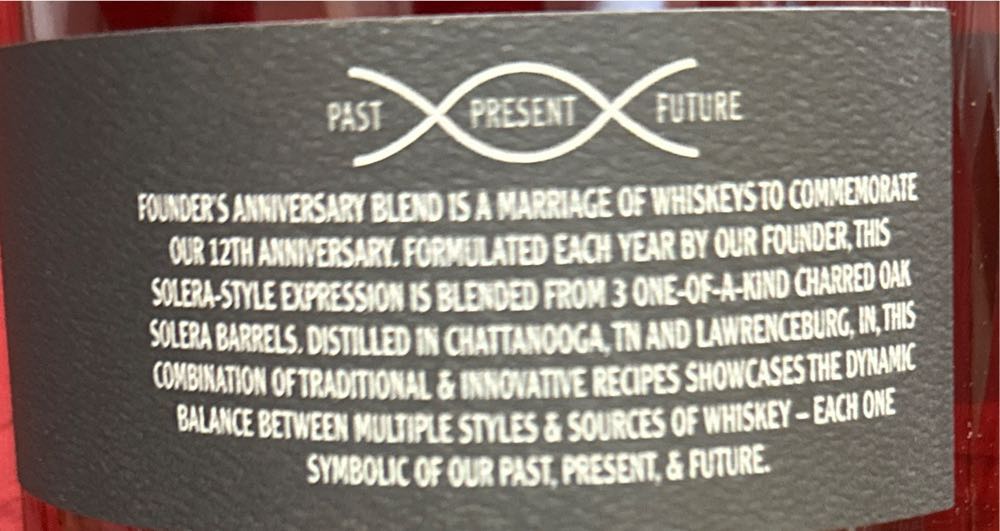 PAST PRESENT FUTURE
FOUNDER'S ANNIVERSARY BLEND IS A MARRIAGE OF WHISKEYS TO COMMEMORATE
OUR 12TH ANNIVERSARY. FORMULATED EACH YEAR BY OUR FOUNDER, THIS
SOLERA-STYLE EXPRESSION IS BLENDED FROM 3 ONE-OF-A-KIND CHARRED OAK
SOLERA BARRELS. DISTILLED IN CHATTANOOGA, TN AND LAWRENCEBURG, IN, THIS
COMBINATION OF TRADITIONAL & INNOVATIVE RECIPES SHOWCASES THE DYNAMIC
BALANCE BETWEEN MULTIPLE STYLES & SOURCES OF WHISKEY – EACH ONE
SYMBOLIC OF OUR PAST, PRESENT, & FUTURE.